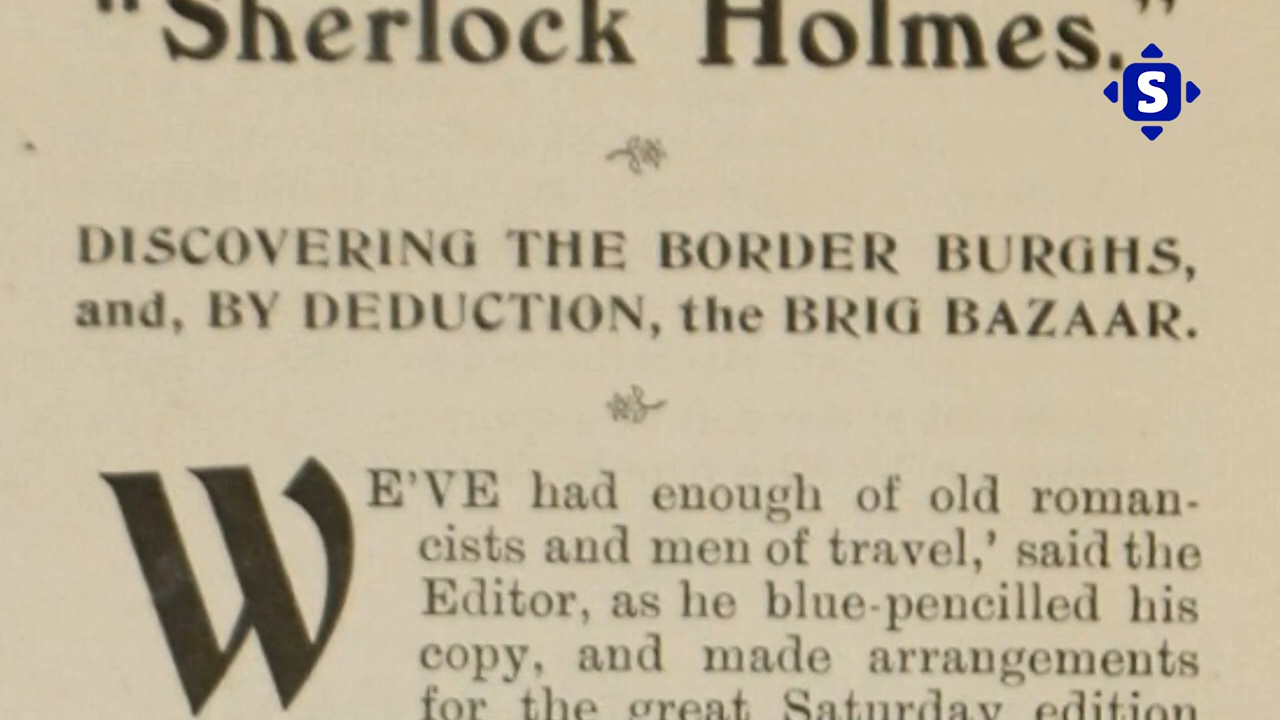 "Sherlock Holmes."
S
DISCOVERING THE BORDER BURGHS,
and, BY DEDUCTION, the BRIG BAZAAR.
WE'VE had enough of old roman-
cists and men of travel,' said the
Editor, as he blue-pencilled his
copy, and made arrangements
for the great Saturday edition